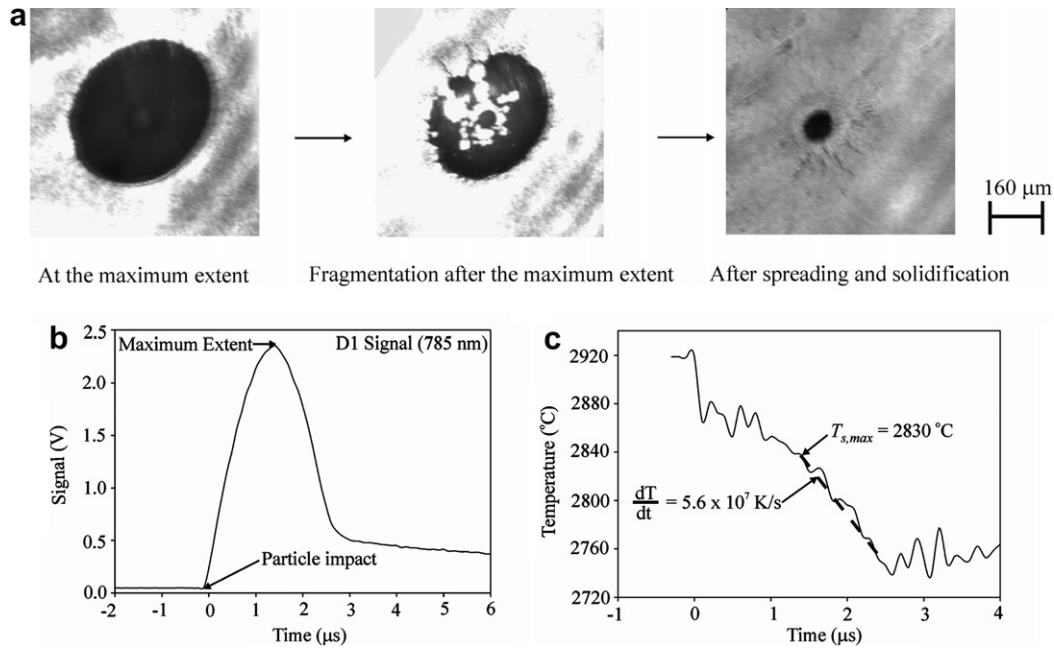 a
160 μm
At the maximum extent
Fragmentation after the maximum extent
After spreading and solidification
b
2.5
2.0
1.5
1.0
0.5
0.0
Signal (V)
Maximum Extent
D1 Signal (785 nm)
Particle impact
-2 -1 0 1 2 3 4 5 6
Time (μs)
c
2920
2880
2840
2800
2760
2720
Temperature (°C)
Ts,max = 2830 °C
dT/dt = 5.6 x 10⁷ K/s
-1 0 1 2 3 4
Time (μs)